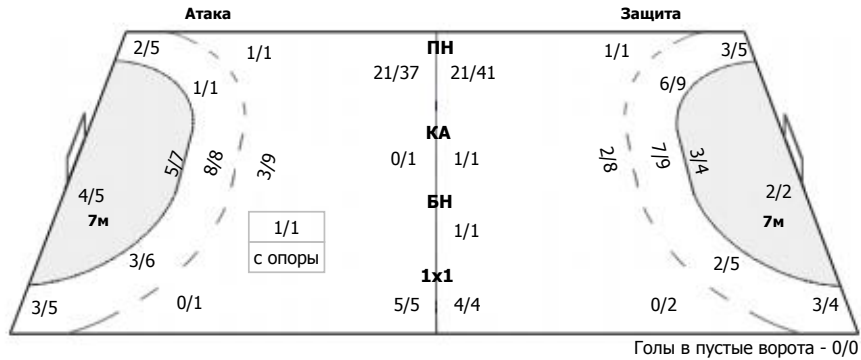 Атака Защита
2/5 1/1 ПН 1/1 3/5
21/37 21/41
1/1 6/9
КА
5/7 8/8 3/9 0/1 1/1 2/8 7/9 3/4
4/5 БН 2/2
7м 7м
1/1 1/1
с опоры
3/6 2/5
1x1
3/5 0/1 5/5 4/4 0/2 3/4
Голы в пустые ворота - 0/0